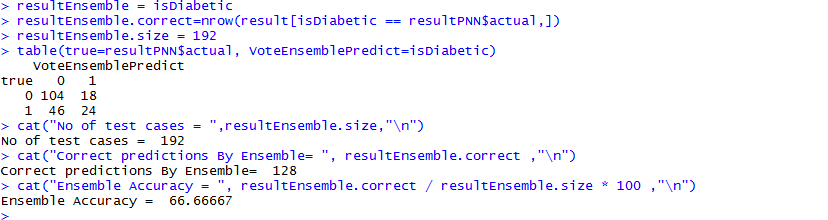 > resultEnsemble = isDiabetic
> resultEnsemble.correct=nrow(result[isDiabetic == resultPNN$actual,])
> resultEnsemble.size = 192
> table(true=resultPNN$actual, VoteEnsemblePredict=isDiabetic)
    VoteEnsemblePredict
true   0   1
   0 104  18
   1  46  24
> cat("No of test cases = ",resultEnsemble.size,"\n")
No of test cases =  192
> cat("Correct predictions By Ensemble= ", resultEnsemble.correct ,"\n")
Correct predictions By Ensemble=  128
> cat("Ensemble Accuracy = ", resultEnsemble.correct / resultEnsemble.size * 100 ,"\n")
Ensemble Accuracy =  66.66667
>